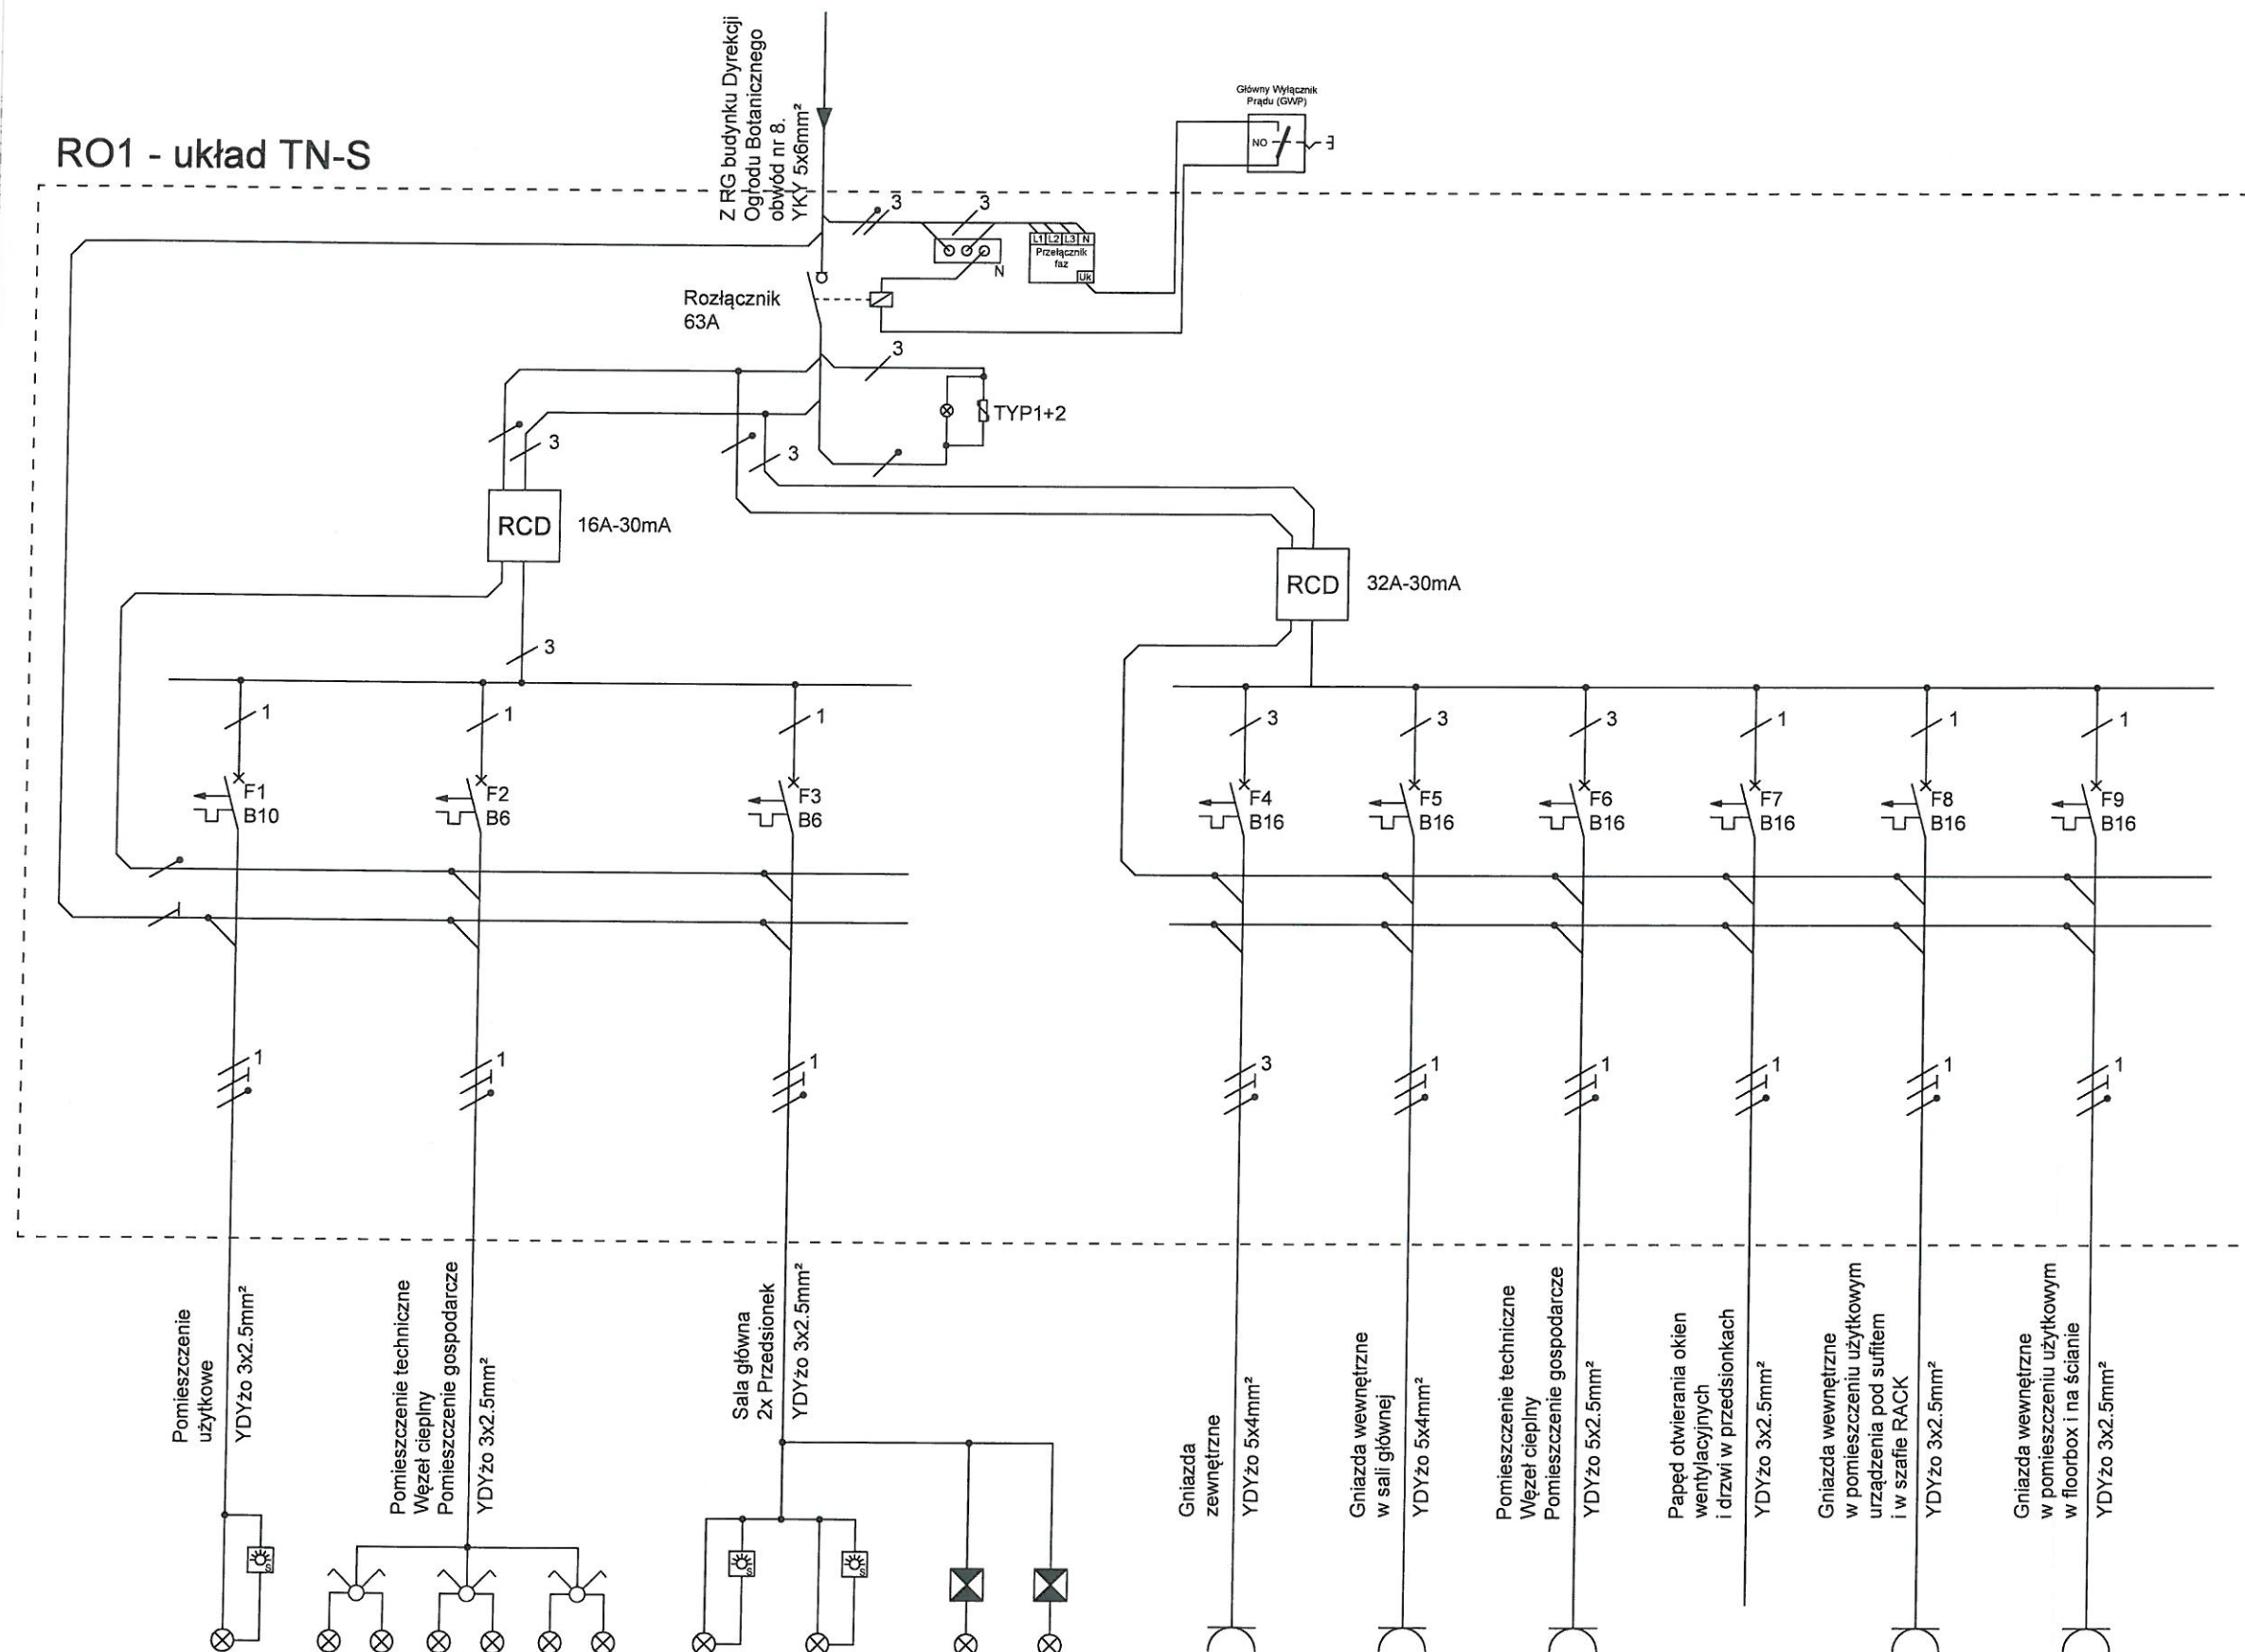 RO1 - układ TN-S
Z RG budynku Dyrekcji
Ogrodu Botanicznego
obwód nr 8.
YKY 5x6mm²
Główny Wyłącznik
Prądu (GWP)
NO
3
3
N
L1 L2 L3 N
Przełącznik
faz
Uk
Rozłącznik
63A
3
TYP1+2
3
3
RCD
16A-30mA
RCD
32A-30mA
3
1
1
1
3
3
3
1
1
1
F1
B10
F2
B6
F3
B6
F4
B16
F5
B16
F6
B16
F7
B16
F8
B16
F9
B16
1
1
1
3
1
1
1
1
1
Pomieszczenie
użytkowe
YDYżo 3x2.5mm²
Pomieszczenie techniczne
Węzeł cieplny
Pomieszczenie gospodarcze
YDYżo 3x2.5mm²
Sala główna
2x Przedsionek
YDYżo 3x2.5mm²
Gniazda
zewnętrzne
YDYżo 5x4mm²
Gniazda wewnętrzne
w sali głównej
YDYżo 5x4mm²
Pomieszczenie techniczne
Węzeł cieplny
Pomieszczenie gospodarcze
YDYżo 5x2.5mm²
Papęd otwierania okien
wentylacyjnych
i drzwi w przedsionkach
YDYżo 3x2.5mm²
Gniazda wewnętrzne
w pomieszczeniu użytkowym
urządzenia pod sufitem
i w szafie RACK
YDYżo 3x2.5mm²
Gniazda wewnętrzne
w pomieszczeniu użytkowym
w floorbox i na ścianie
YDYżo 3x2.5mm²
S
S
S